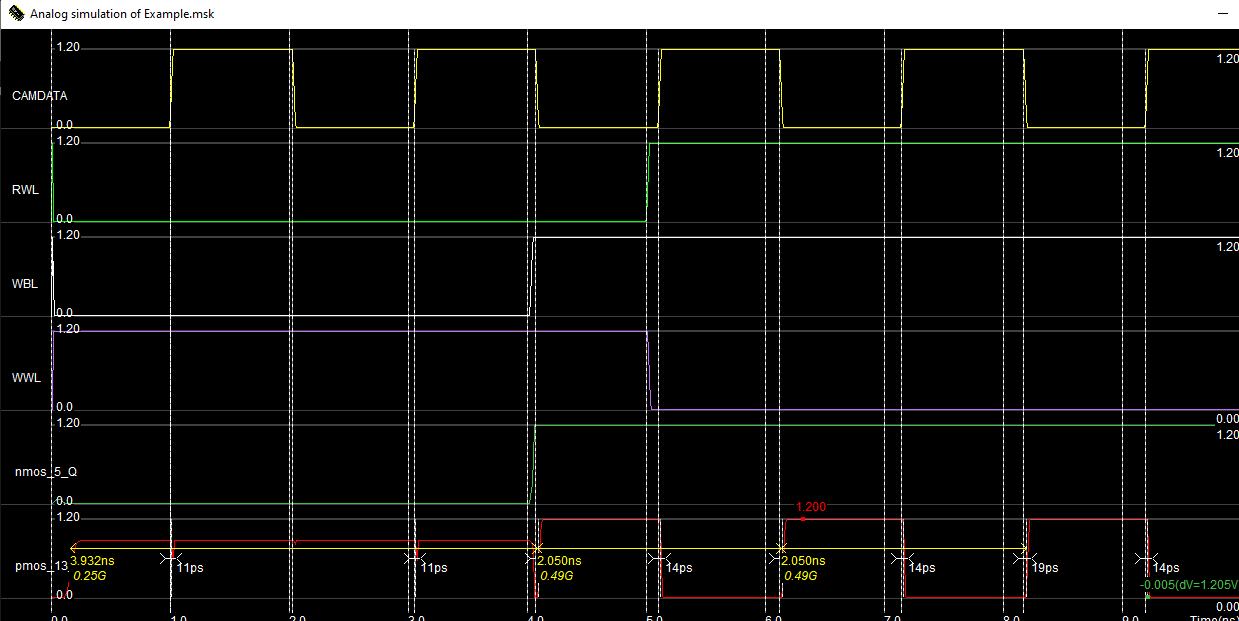 Analog simulation of Example.msk
1.20
1.20
CAMDATA
0.0
1.20
1.20
RWL
0.0
1.20
1.20
WBL
0.0
1.20
WWL
0.0
0.00
1.20
1.20
nmos_5_Q
0.0
1.200
1.20
3.932ns 2.050ns 2.050ns
pmos_13 11ps 11ps 14ps 14ps 19ps 14ps
0.25G 0.49G 0.49G
-0.005(dV=1.205V
0.0
0.00
0.0 1.0 2.0 3.0 4.0 5.0 6.0 7.0 8.0 9.0 Time(ns)